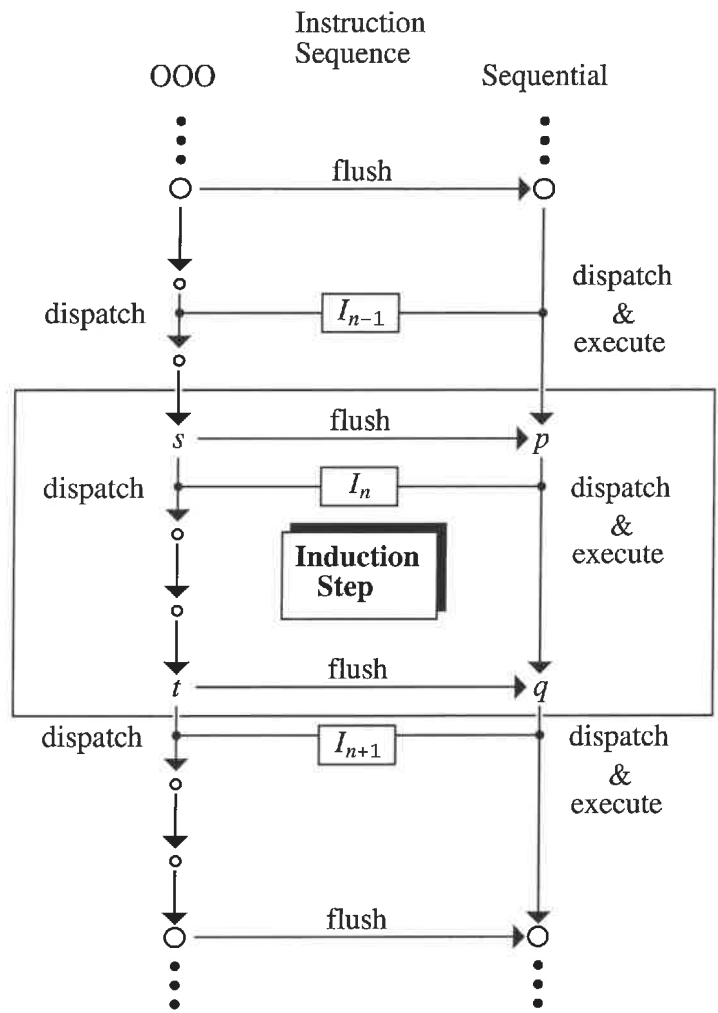 Instruction
Sequence
OOO
Sequential
flush
dispatch
&
execute
dispatch
I_{n-1}
flush
s
p
dispatch
I_n
dispatch
&
execute
Induction
Step
flush
t
q
dispatch
I_{n+1}
dispatch
&
execute
flush